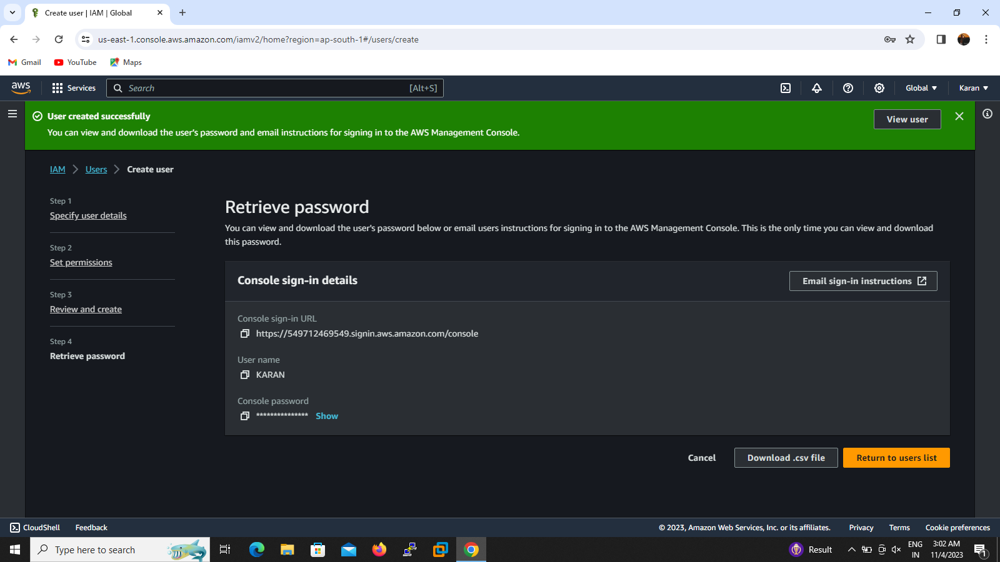 Create user | IAM | Global
us-east-1.console.aws.amazon.com/iamv2/home?region=ap-south-1#/users/create
Gmail
YouTube
Maps
aws
Services
Search
[Alt+S]
Global
Karan
User created successfully
You can view and download the user's password and email instructions for signing in to the AWS Management Console.
View user
IAM
Users
Create user
Step 1
Specify user details
Step 2
Set permissions
Step 3
Review and create
Step 4
Retrieve password
Retrieve password
You can view and download the user's password below or email users instructions for signing in to the AWS Management Console. This is the only time you can view and download
this password.
Console sign-in details
Email sign-in instructions
Console sign-in URL
https://549712469549.signin.aws.amazon.com/console
User name
KARAN
Console password
*************** Show
Cancel
Download .csv file
Return to users list
CloudShell
Feedback
© 2023, Amazon Web Services, Inc. or its affiliates.
Privacy
Terms
Cookie preferences
Type here to search
Result
ENG
IN
3:02 AM
11/4/2023
1